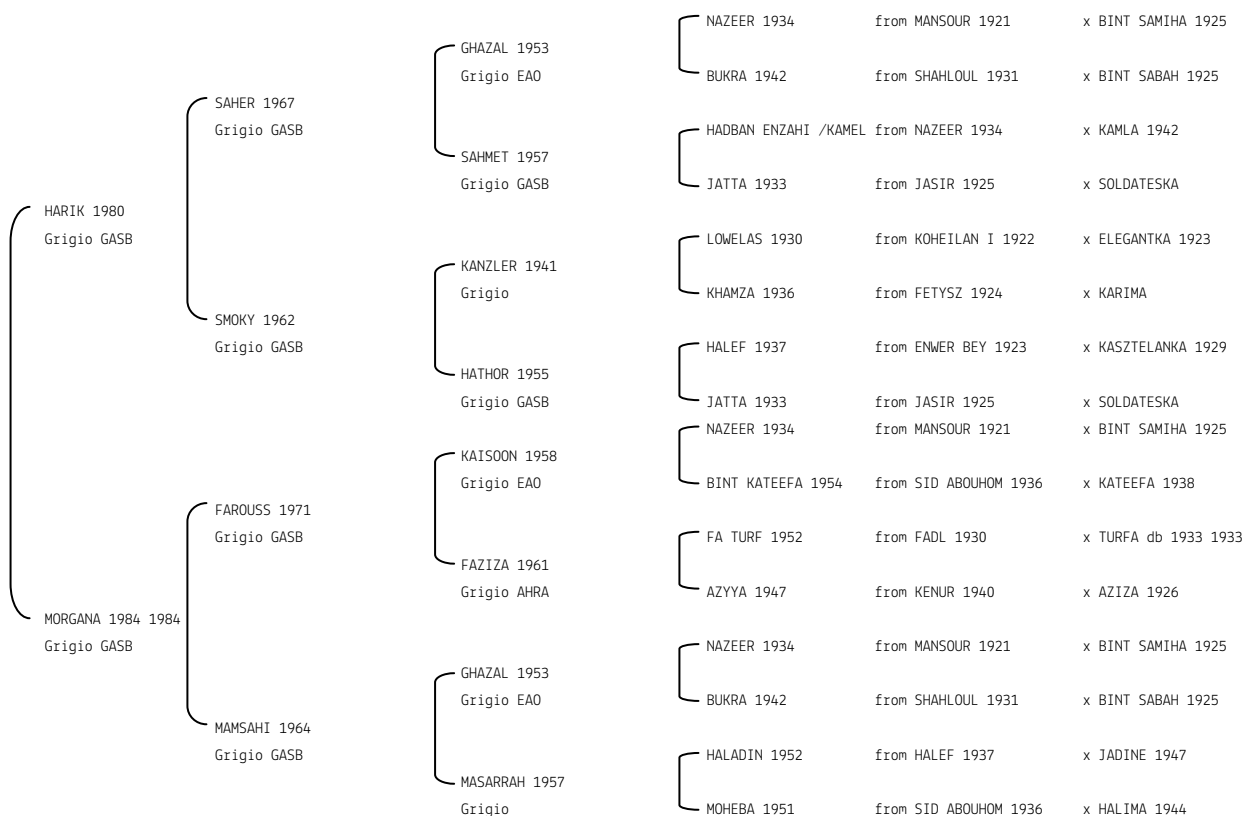 NAZEER 1934 from MANSOUR 1921 x BINT SAMIHA 1925
GHAZAL 1953
Grigio EAO
BUKRA 1942 from SHAHLOUL 1931 x BINT SABAH 1925
SAHER 1967
Grigio GASB
HADBAN ENZAHI /KAMEL from NAZEER 1934 x KAMLA 1942
SAHMET 1957
Grigio GASB
JATTA 1933 from JASIR 1925 x SOLDATESKA
HARIK 1980
Grigio GASB
LOWELAS 1930 from KOHEILAN I 1922 x ELEGANTKA 1923
KANZLER 1941
Grigio
KHAMZA 1936 from FETYSZ 1924 x KARIMA
SMOKY 1962
Grigio GASB
HALEF 1937 from ENWER BEY 1923 x KASZTELANKA 1929
HATHOR 1955
Grigio GASB
JATTA 1933 from JASIR 1925 x SOLDATESKA
NAZEER 1934 from MANSOUR 1921 x BINT SAMIHA 1925
KAISOON 1958
Grigio EAO
BINT KATEEFA 1954 from SID ABOUHOM 1936 x KATEEFA 1938
FAROUSS 1971
Grigio GASB
FA TURF 1952 from FADL 1930 x TURFA db 1933 1933
FAZIZA 1961
Grigio AHRA
AZYYA 1947 from KENUR 1940 x AZIZA 1926
MORGANA 1984 1984
Grigio GASB
NAZEER 1934 from MANSOUR 1921 x BINT SAMIHA 1925
GHAZAL 1953
Grigio EAO
BUKRA 1942 from SHAHLOUL 1931 x BINT SABAH 1925
MAMSAHI 1964
Grigio GASB
HALADIN 1952 from HALEF 1937 x JADINE 1947
MASARRAH 1957
Grigio
MOHEBA 1951 from SID ABOUHOM 1936 x HALIMA 1944